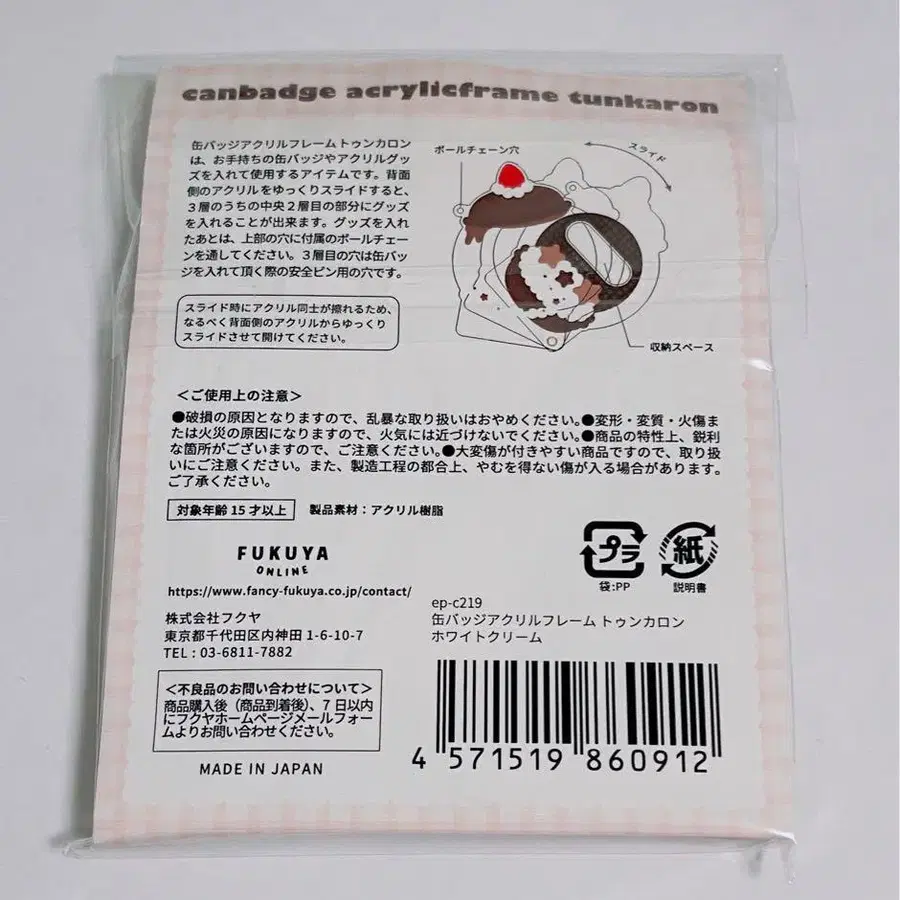 canbadge acrylicframe tunkaron
缶バッジアクリルフレームトゥンカロン
は、お手持ちの缶バッジやアクリルグッ
ズを入れて使用するアイテムです。背面
側のアクリルをゆっくりスライドすると、
3層のうちの中央2層目の部分にグッズ
を入れることが出来ます。グッズを入れ
たあとは、上部の穴に付属のボールチェー
ンを通してください。3層目の穴は缶バッ
ジを入れて頂く際の安全ピン用の穴です。
ボールチェーン穴
スライド
収納スペース
スライド時にアクリル同士が擦れるため、
なるべく背面側のアクリルからゆっくり
スライドさせて開けてください。
＜ご使用上の注意＞
●破損の原因となりますので、乱暴な取り扱いはおやめください。●変形・変質・火傷ま
たは火災の原因になりますので、火気には近づけないでください。●商品の特性上、鋭利
な箇所がございますので、ご注意ください。●大変傷が付きやすい商品ですので、取り扱
いにご注意ください。また、製造工程の都合上、やむを得ない傷が入る場合があります。
ご了承ください。
対象年齢15才以上 製品素材：アクリル樹脂
FUKUYA
ONLINE
https://www.fancy-fukuya.co.jp/contact/
株式会社フクヤ
東京都千代田区内神田1-6-10-7
TEL : 03-6811-7882
＜不良品のお問い合わせについて＞
商品購入後（商品到着後）、7日以内
にフクヤホームページメールフォー
ムよりお問い合わせください。
MADE IN JAPAN
プラ
袋:PP
紙
説明書
ep-c219
缶バッジアクリルフレーム トゥンカロン
ホワイトクリーム
4 571519 860912